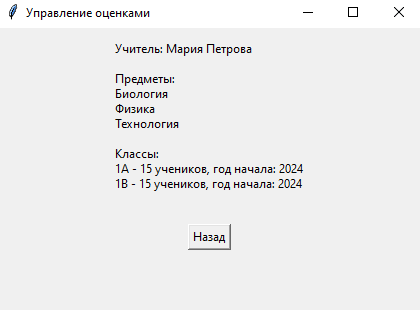 Управление оценками
Учитель: Мария Петрова
Предметы:
Биология
Физика
Технология
Классы:
1А - 15 учеников, год начала: 2024
1В - 15 учеников, год начала: 2024
Назад